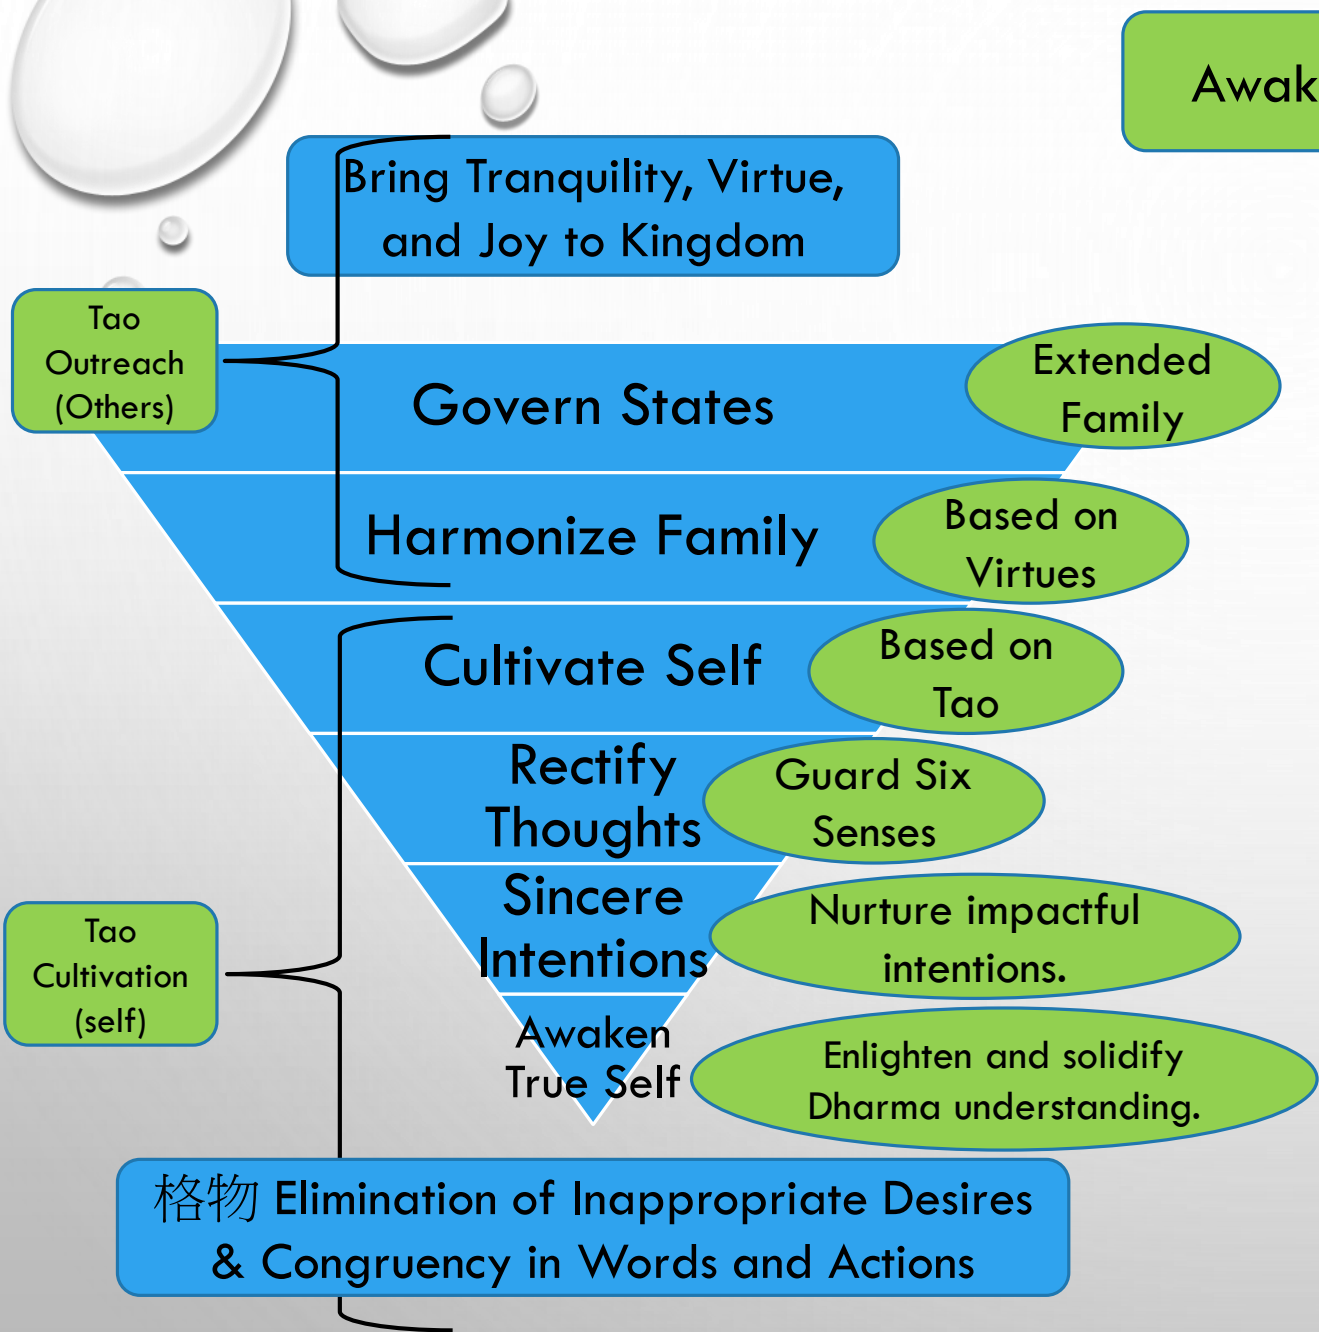 Awak
Bring Tranquility, Virtue,
and Joy to Kingdom
Tao
Outreach
(Others)
Govern States
Extended
Family
Harmonize Family
Based on
Virtues
Cultivate Self
Based on
Tao
Rectify
Thoughts
Guard Six
Senses
Sincere
Intentions
Nurture impactful
intentions.
Tao
Cultivation
(self)
Awaken
True Self
Enlighten and solidify
Dharma understanding.
格物 Elimination of Inappropriate Desires
& Congruency in Words and Actions